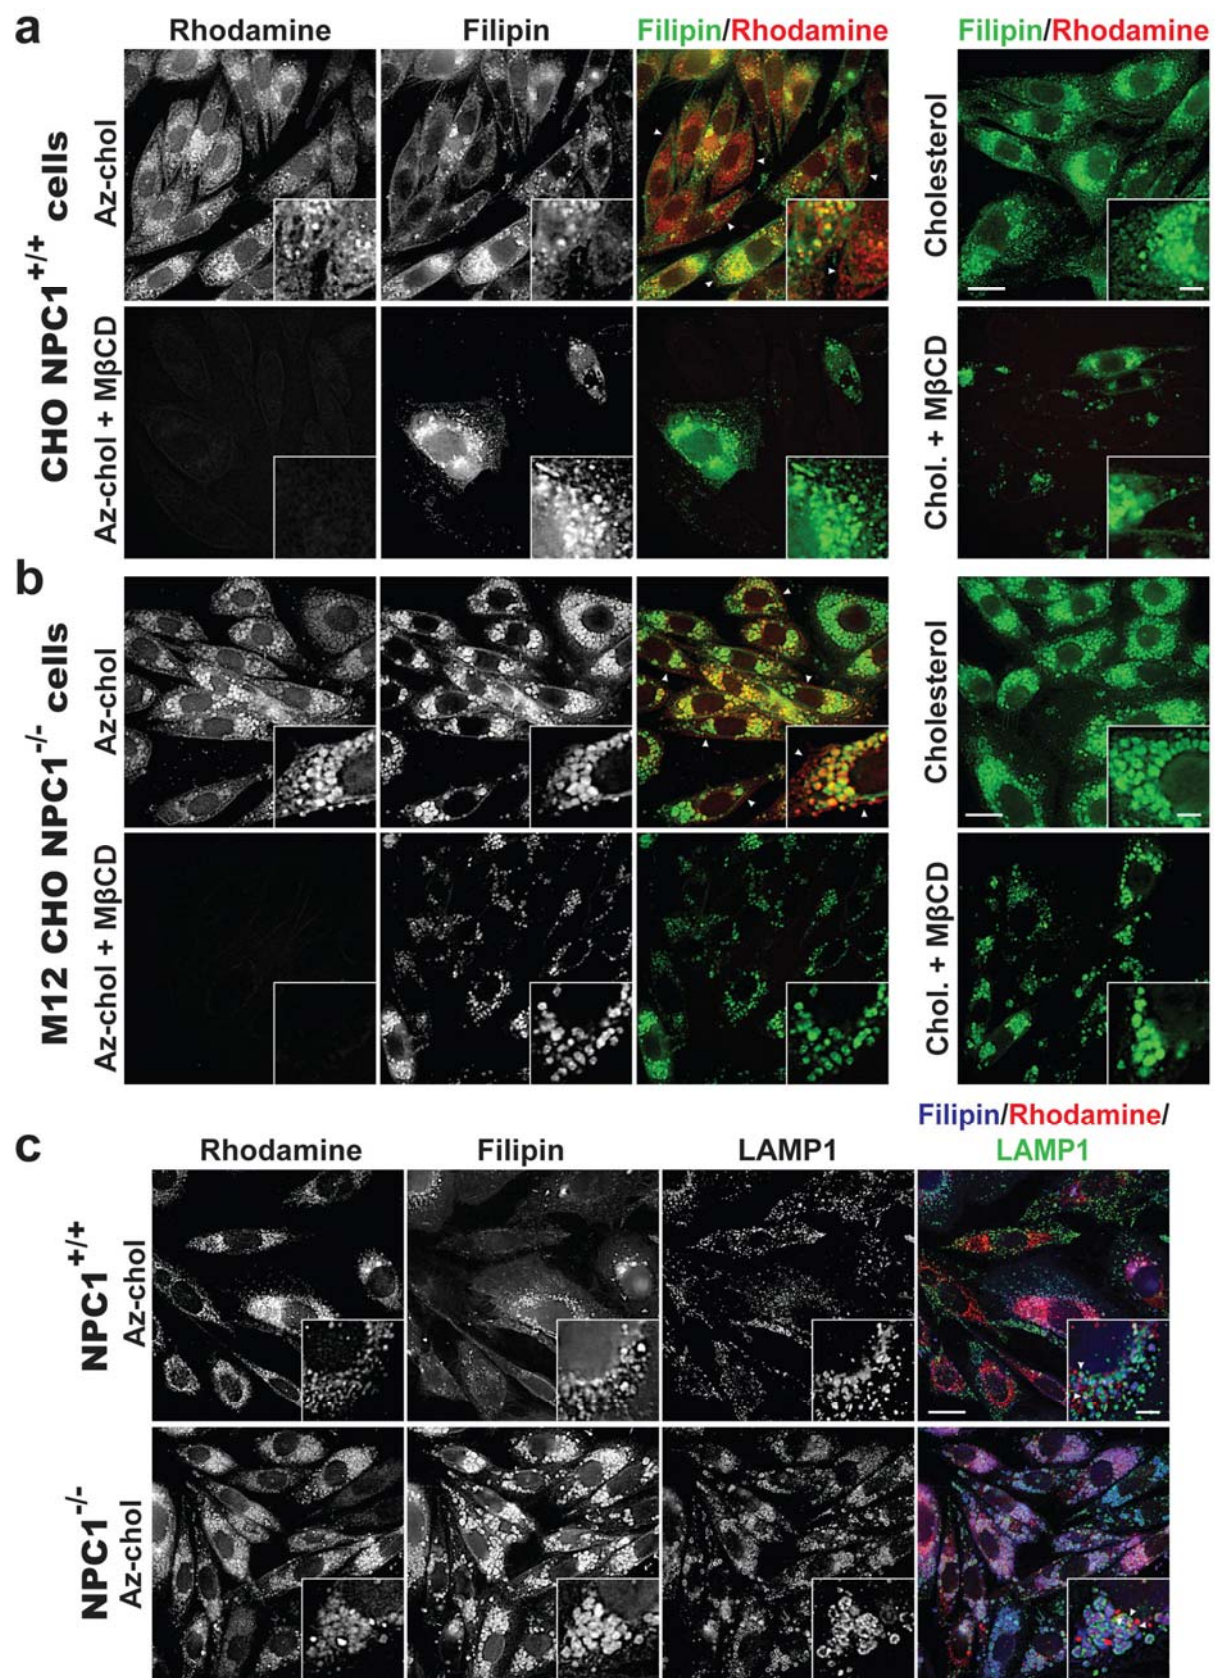 a
Rhodamine Filipin Filipin/Rhodamine Filipin/Rhodamine
CHO NPC1+/+ cells
Az-chol
Cholesterol
Az-chol + MβCD
Chol. + MβCD
b
M12 CHO NPC1-/- cells
Az-chol
Cholesterol
Az-chol + MβCD
Chol. + MβCD
c
Rhodamine Filipin LAMP1 Filipin/Rhodamine/
LAMP1
NPC1+/+
Az-chol
NPC1-/-
Az-chol